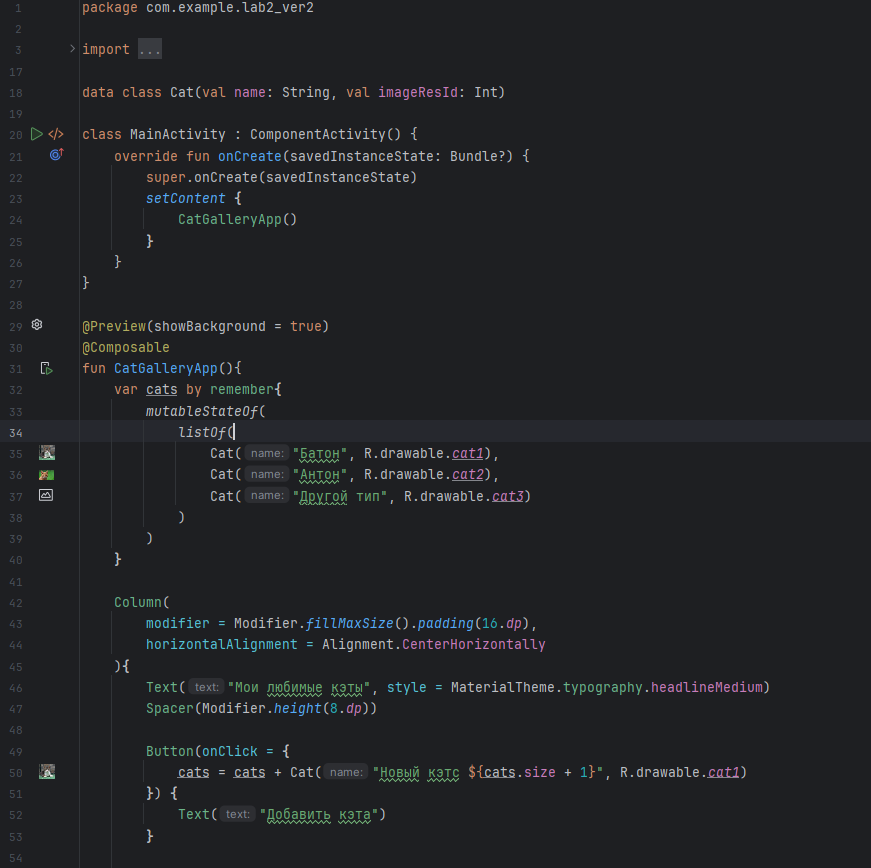 1 package com.example.lab2_ver2
2
3 import ...
17
18 data class Cat(val name: String, val imageResId: Int)
19
20 class MainActivity : ComponentActivity() {
21 override fun onCreate(savedInstanceState: Bundle?) {
22 super.onCreate(savedInstanceState)
23 setContent {
24 CatGalleryApp()
25 }
26 }
27 }
28
29 @Preview(showBackground = true)
30 @Composable
31 fun CatGalleryApp(){
32 var cats by remember{
33 mutableStateOf(
34 listOf(
35 Cat( name: "Батон", R.drawable.cat1),
36 Cat( name: "Антон", R.drawable.cat2),
37 Cat( name: "Другой тип", R.drawable.cat3)
38 )
39 )
40 }
41
42 Column(
43 modifier = Modifier.fillMaxSize().padding(16.dp),
44 horizontalAlignment = Alignment.CenterHorizontally
45 ){
46 Text( text: "Мои любимые кэты", style = MaterialTheme.typography.headlineMedium)
47 Spacer(Modifier.height(8.dp))
48
49 Button(onClick = {
50 cats = cats + Cat( name: "Новый кэтс ${cats.size + 1}", R.drawable.cat1)
51 }) {
52 Text( text: "Добавить кэта")
53 }
54